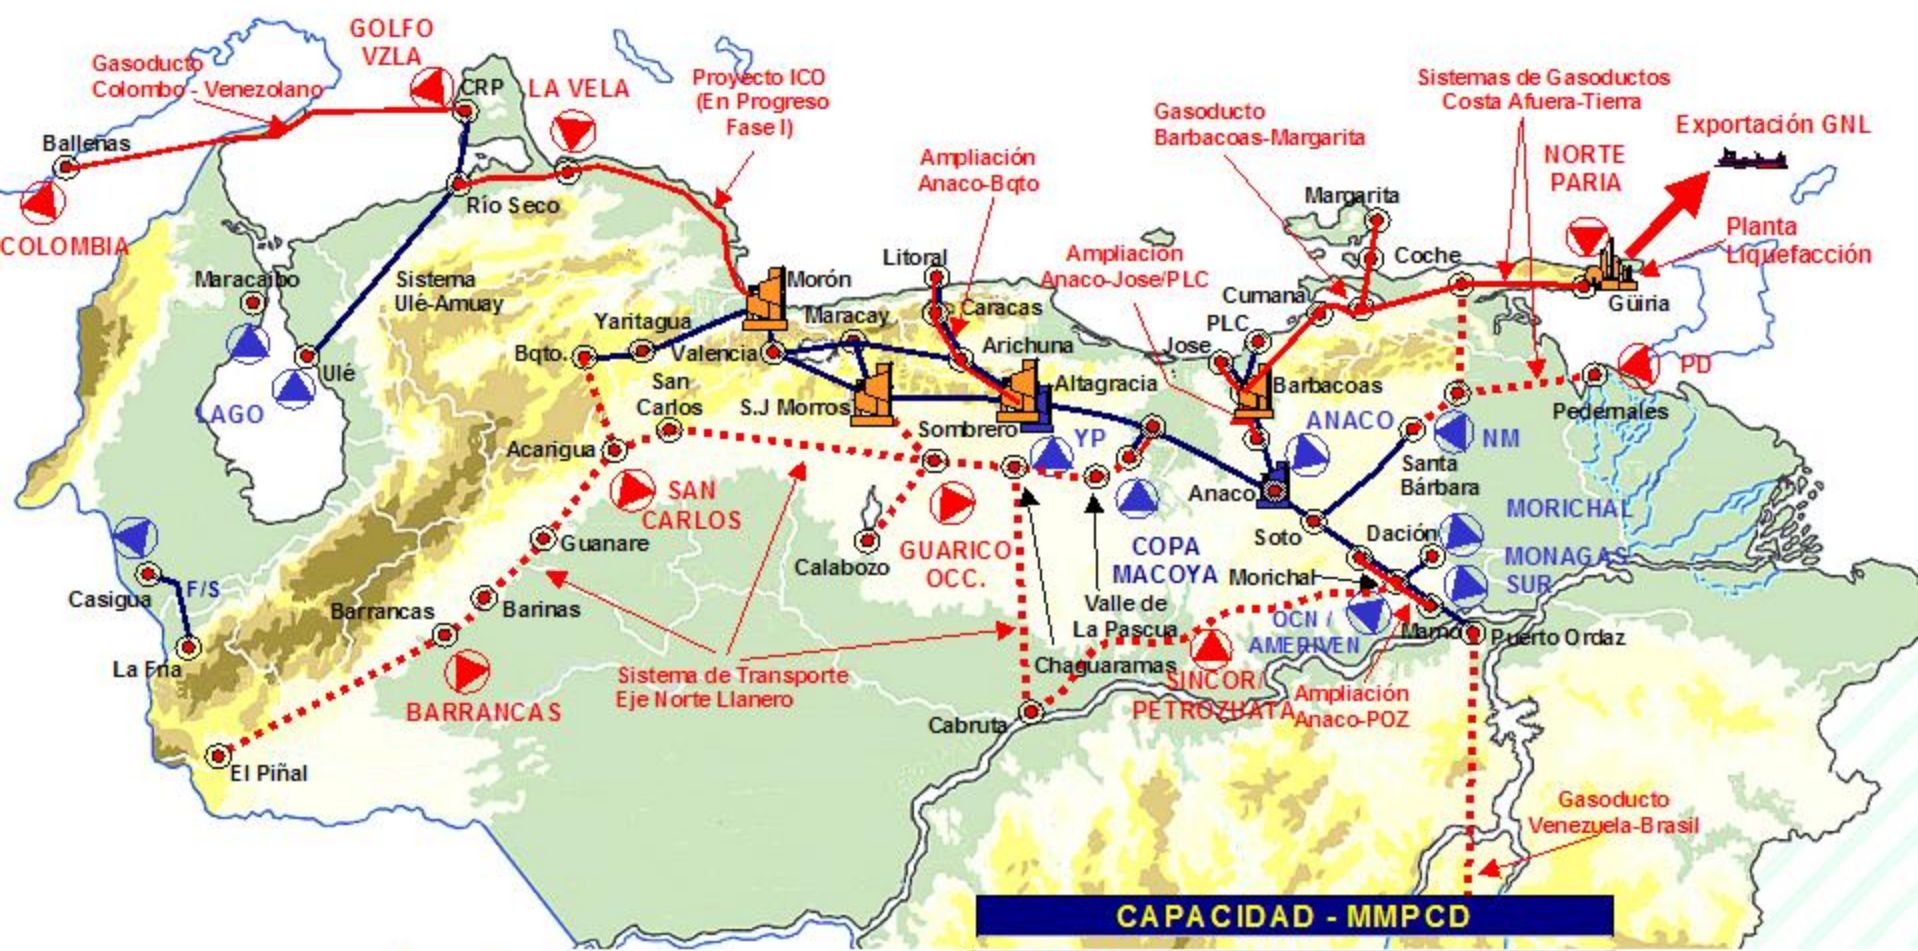 GOLFO
VZLA
Gasoducto
Colombo - Venezolano
CRP
LA VELA
Proyecto ICO
(En Progreso
Fase I)
Sistemas de Gasoductos
Costa Afuera-Tierra
Gasoducto
Barbacoas-Margarita
Exportación GNL
Ballenas
NORTE
PARIA
Ampliación
Anaco-Bqto
Margarita
Río Seco
COLOMBIA
Planta
Liquefacción
Ampliación
Anaco-Jose/PLC
Litoral
Coche
Maracaibo
Sistema
Ulé-Amuay
Morón
Cumana
Güiria
Yaritagua
Maracay
Caracas
PLC
Bqto.
Valencia
Arichuna
Jose
Ulé
San
Carlos
Altagracia
Barbacoas
PD
LAGO
S.J Morros
Pedernales
Sombrero
YP
ANACO
NM
Acarigua
Santa
Bárbara
SAN
CARLOS
Anaco
MORICHAL
Guanare
GUARICO
OCC.
COPA
MACOYA
Soto
Dación
MONAGAS
SUR
Calabozo
Morichal
F/S
Casigua
Barrancas
Barinas
Valle de
La Pascua
OCN /
AMERIVEN
Mamo
Puerto Ordaz
La Fria
Sistema de Transporte
Eje Norte Llanero
Chaguaramas
SINCOR/
PETROZUATA
Ampliación
Anaco-POZ
BARRANCAS
Cabruta
El Piñal
Gasoducto
Venezuela-Brasil
CAPACIDAD - MMPCD